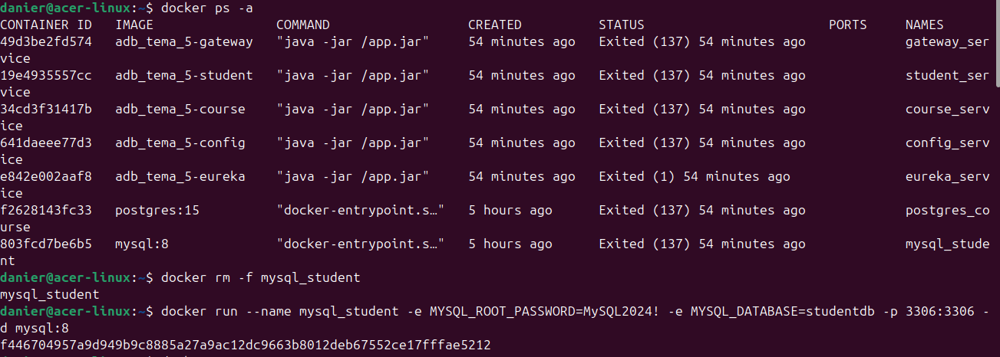 danier@acer-linux:~$ docker ps -a
CONTAINER ID   IMAGE                COMMAND                  CREATED          STATUS                        PORTS     NAMES
49d3be2fd574   adb_tema_5-gateway   "java -jar /app.jar"     54 minutes ago   Exited (137) 54 minutes ago             gateway_ser
vice
19e4935557cc   adb_tema_5-student   "java -jar /app.jar"     54 minutes ago   Exited (137) 54 minutes ago             student_ser
vice
34cd3f31417b   adb_tema_5-course    "java -jar /app.jar"     54 minutes ago   Exited (137) 54 minutes ago             course_serv
ice
641daeee77d3   adb_tema_5-config    "java -jar /app.jar"     54 minutes ago   Exited (137) 54 minutes ago             config_serv
ice
e842e002aaf8   adb_tema_5-eureka    "java -jar /app.jar"     54 minutes ago   Exited (1) 54 minutes ago               eureka_serv
ice
f2628143fc33   postgres:15          "docker-entrypoint.s…"   5 hours ago      Exited (137) 54 minutes ago             postgres_co
urse
803fcd7be6b5   mysql:8              "docker-entrypoint.s…"   5 hours ago      Exited (137) 54 minutes ago             mysql_stude
nt
danier@acer-linux:~$ docker rm -f mysql_student
mysql_student
danier@acer-linux:~$ docker run --name mysql_student -e MYSQL_ROOT_PASSWORD=MySQL2024! -e MYSQL_DATABASE=studentdb -p 3306:3306 -
d mysql:8
f446704957a9d949b9c8885a27a9ac12dc9663b8012deb67552ce17fffae5212